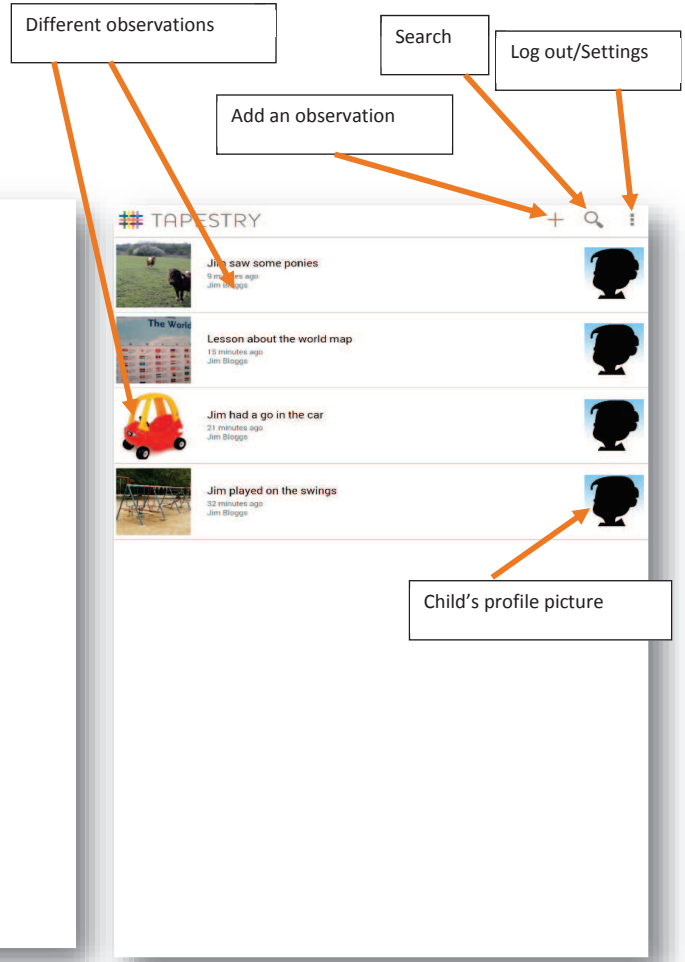 Different observations
Search
Log out/Settings
Add an observation
TAPESTRY
Jim saw some ponies
9 minutes ago
Jim Bloggs
The World
Lesson about the world map
15 minutes ago
Jim Bloggs
Jim had a go in the car
21 minutes ago
Jim Bloggs
Jim played on the swings
32 minutes ago
Jim Bloggs
Child’s profile picture